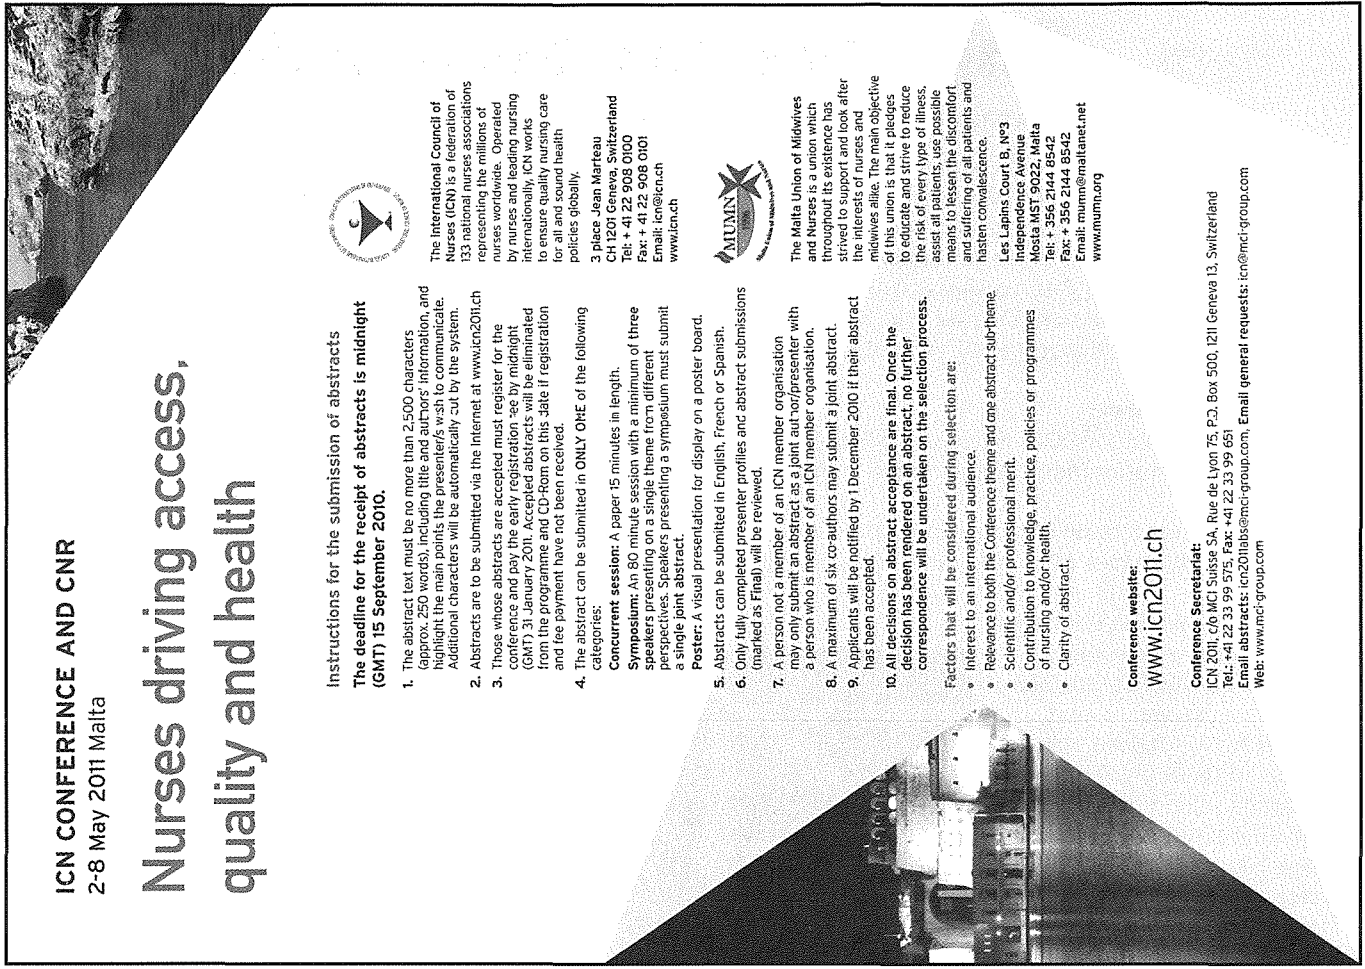 ICN CONFERENCE AND CNR
2-8 May 2011 Malta
Nurses driving access,
quality and health
Instructions for the submission of abstracts
The deadline for the receipt of abstracts is midnight
(GMT) 15 September 2010.
1. The abstract text must be no more than 2,500 characters
(approx. 250 words), including title and authors' information, and
highlight the main points the presenter/s wish to communicate.
Additional characters will be automatically cut by the system.
2. Abstracts are to be submitted via the Internet at www.icn2011.ch
3. Those whose abstracts are accepted must register for the
conference and pay the early registration fee by midnight
(GMT) 31 January 2011. Accepted abstracts will be eliminated
from the programme and CD-Rom on this date if registration
and fee payment have not been received.
4. The abstract can be submitted in ONLY ONE of the following
categories:
Concurrent session: A paper 15 minutes in length.
Symposium: An 80 minute session with a minimum of three
speakers presenting on a single theme from different
perspectives. Speakers presenting a symposium must submit
a single joint abstract.
Poster: A visual presentation for display on a poster board.
5. Abstracts can be submitted in English, French or Spanish.
6. Only fully completed presenter profiles and abstract submissions
(marked as Final) will be reviewed.
7. A person not a member of an ICN member organisation
may only submit an abstract as a joint author/presenter with
a person who is member of an ICN member organisation.
8. A maximum of six co-authors may submit a joint abstract.
9. Applicants will be notified by 1 December 2010 if their abstract
has been accepted.
10. All decisions on abstract acceptance are final. Once the
decision has been rendered on an abstract, no further
correspondence will be undertaken on the selection process.
Factors that will be considered during selection are:
• Interest to an international audience.
• Relevance to both the Conference theme and one abstract sub-theme.
• Scientific and/or professional merit.
• Contribution to knowledge, practice, policies or programmes
of nursing and/or health.
• Clarity of abstract.
Conference website:
www.icn2011.ch
Conference Secretariat:
ICN 2011, c/o MCI Suisse SA, Rue de Lyon 75, P.O. Box 500, 1211 Geneva 13, Switzerland
Tel.: +41 22 33 99 575, Fax: +41 22 33 99 651
Email abstracts: icn2011abs@mci-group.com, Email general requests: icn@mci-group.com
Web: www.mci-group.com
The International Council of
Nurses (ICN) is a federation of
133 national nurses associations
representing the millions of
nurses worldwide. Operated
by nurses and leading nursing
internationally, ICN works
to ensure quality nursing care
for all and sound health
policies globally.
3 place Jean Marteau
CH 1201 Geneva, Switzerland
Tel: + 41 22 908 0100
Fax: + 41 22 908 0101
Email: icn@icn.ch
www.icn.ch
MUMN
The Malta Union of Midwives
and Nurses is a union which
throughout its existence has
strived to support and look after
the interests of nurses and
midwives alike. The main objective
of this union is that it pledges
to educate and strive to reduce
the risk of every type of illness,
assist all patients, use possible
means to lessen the discomfort
and suffering of all patients and
hasten convalescence.
Les Lapins Court B, N°3
Independence Avenue
Mosta MST 9022, Malta
Tel: + 356 2144 8542
Fax: + 356 2144 8542
Email: mumn@maltanet.net
www.mumn.org